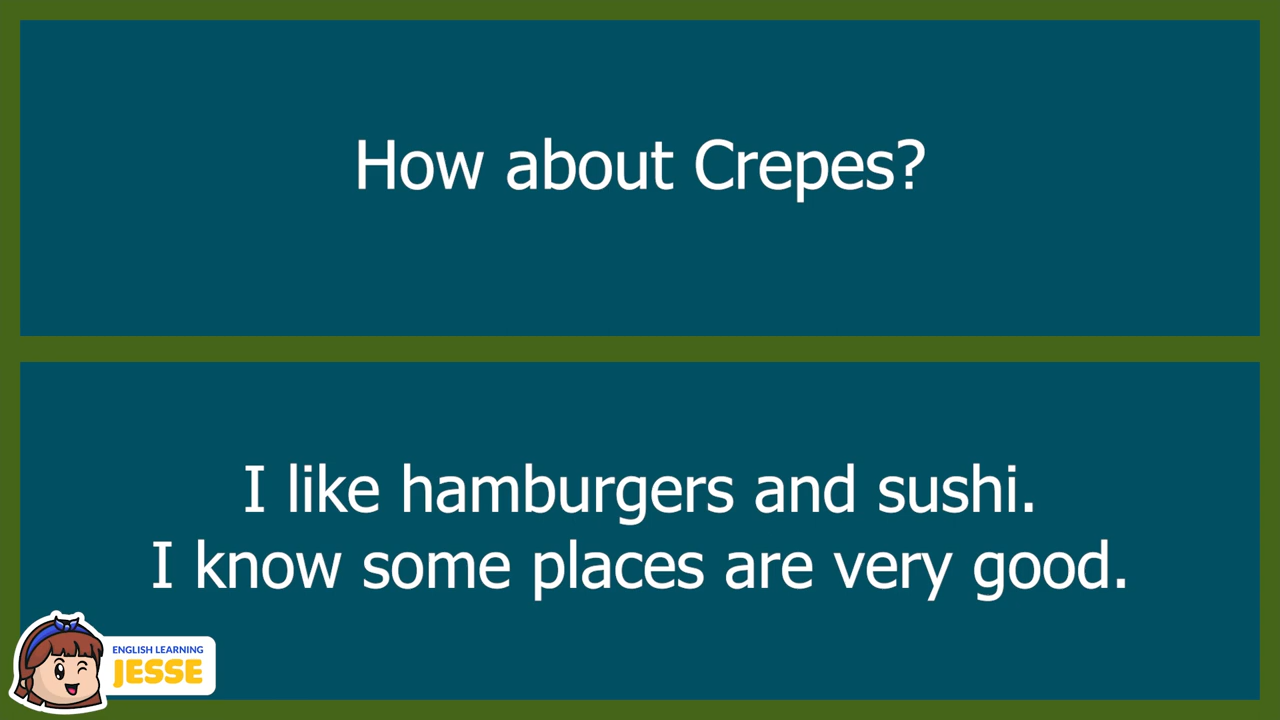 How about Crepes?
I like hamburgers and sushi.
I know some places are very good.
ENGLISH LEARNING
JESSE